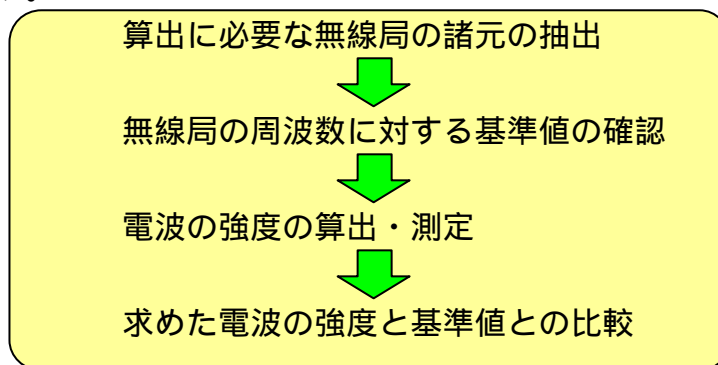 算出に必要な無線局の諸元の抽出
無線局の周波数に対する基準値の確認
電波の強度の算出・測定
求めた電波の強度と基準値との比較